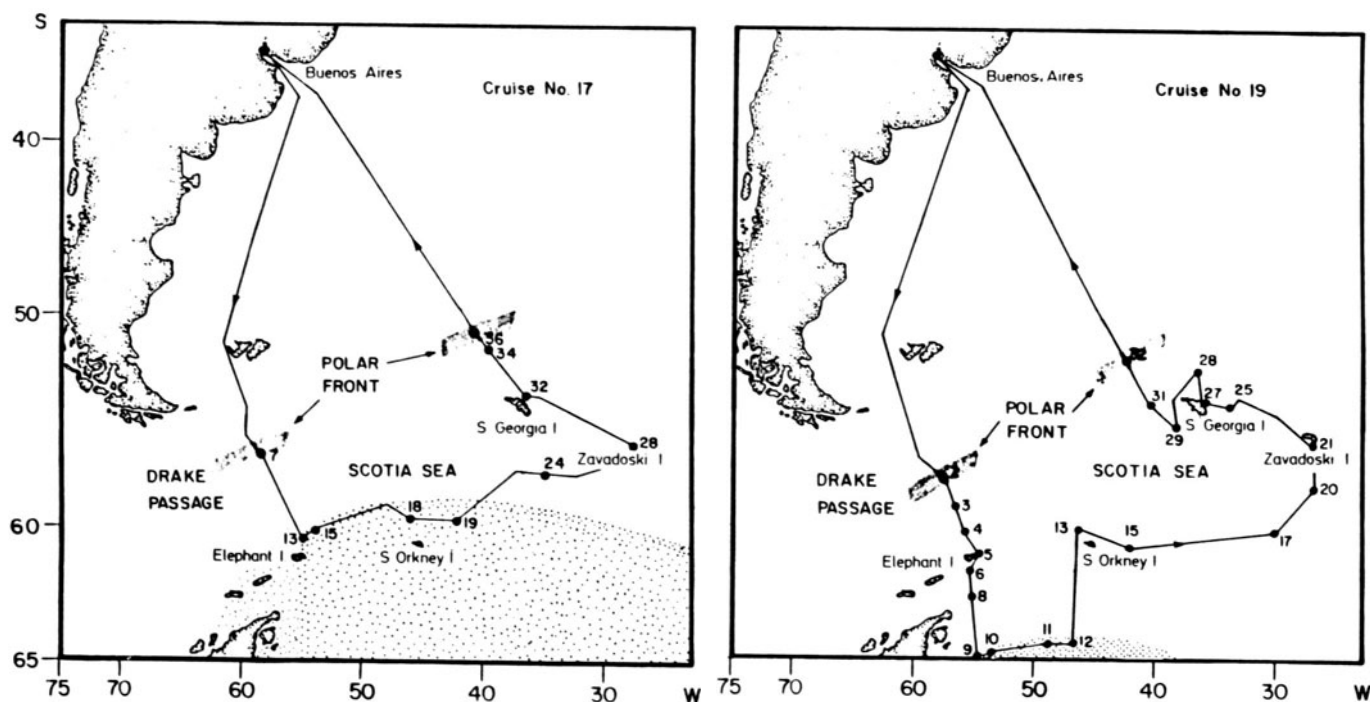 S
Buenos Aires
Cruise No. 17
40
50
36
34
POLAR
FRONT
32
S Georgia I
28
7
Zavadoski I
DRAKE
PASSAGE
SCOTIA SEA
24
18
19
60
13
15
Elephant I
S Orkney I
65
75
70
60
50
40
30
W
Buenos. Aires
Cruise No 19
28
27
25
31
29
S Georgia I
POLAR
FRONT
21
Zavadoski I
SCOTIA SEA
DRAKE
PASSAGE
20
3
4
13
15
17
Elephant I
5
S Orkney I
6
8
9
10
11
12
75
70
60
50
40
30
W